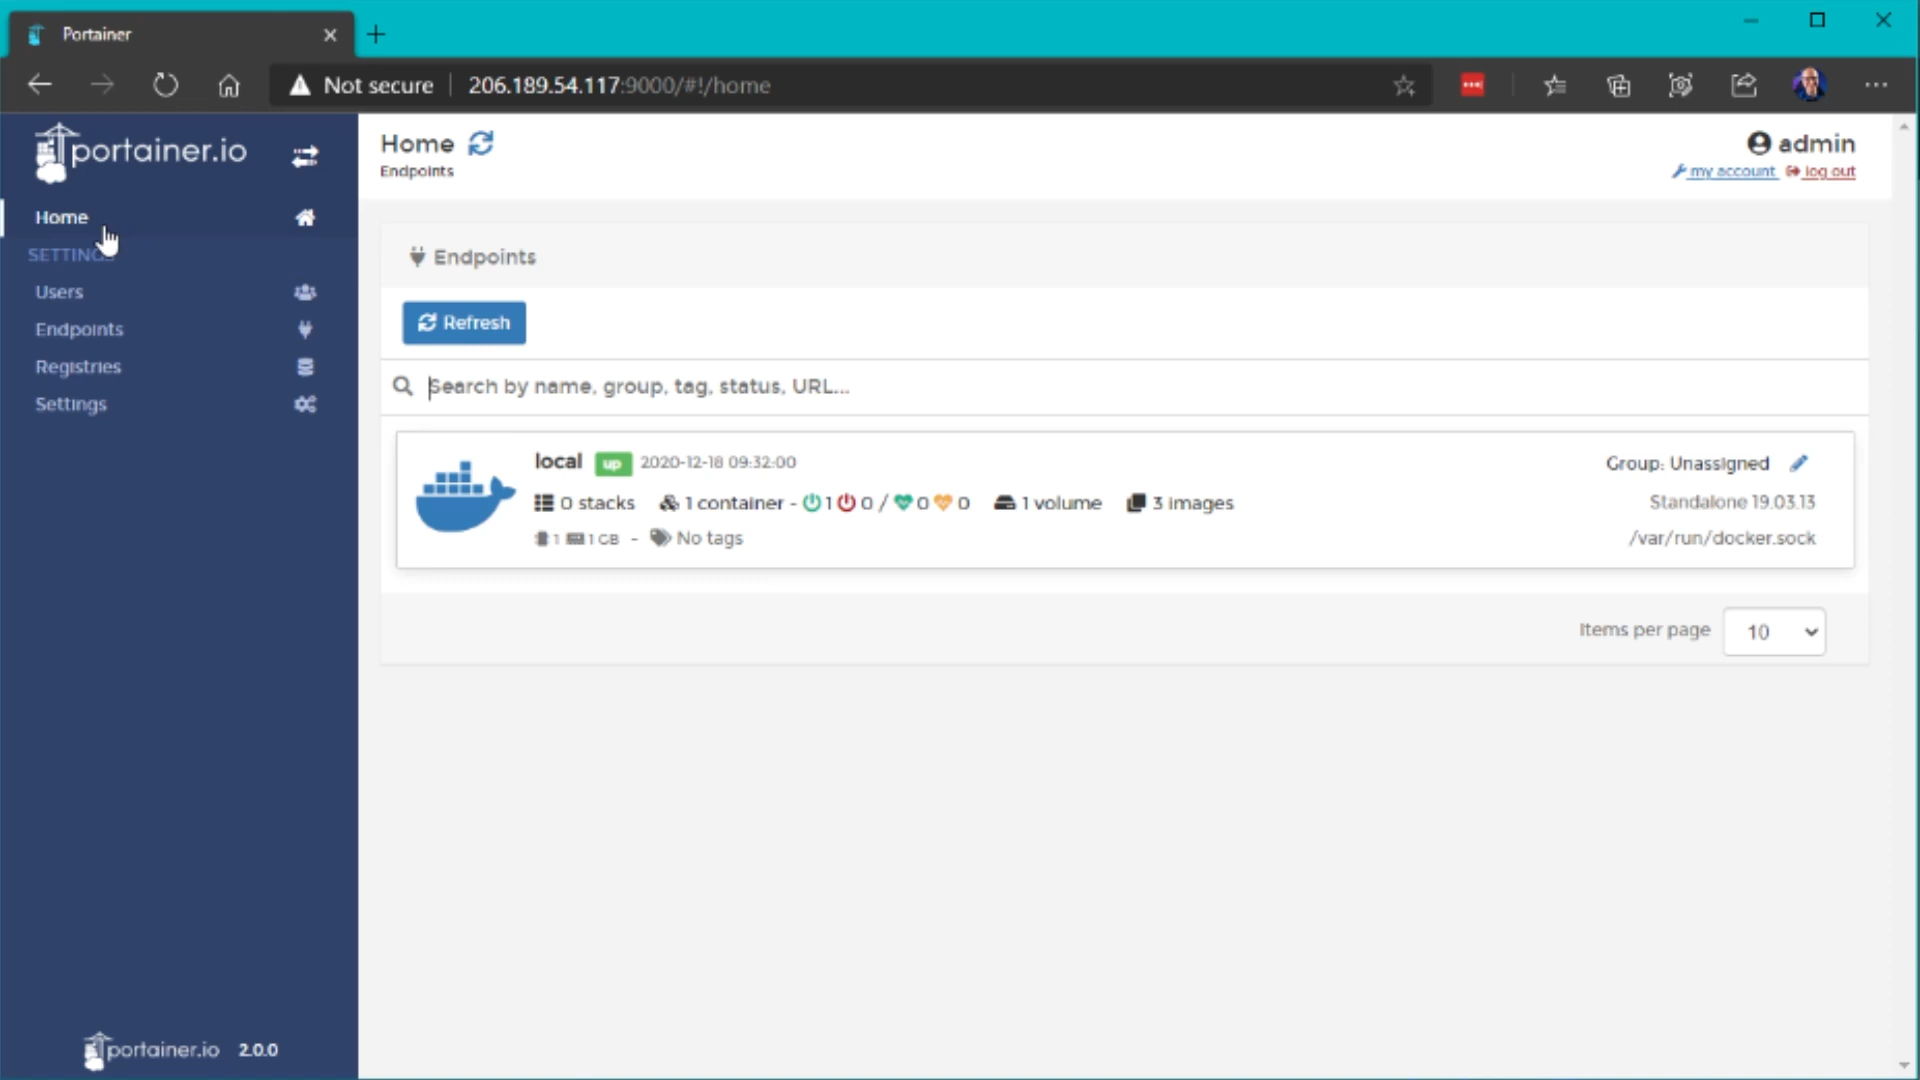 Portainer
Not secure | 206.189.54.117:9000/#!/home
portainer.io
Home
SETTINGS
Users
Endpoints
Registries
Settings
portainer.io 2.0.0
Home
Endpoints
admin
my account log out
Endpoints
Refresh
Search by name, group, tag, status, URL...
local up 2020-12-18 09:32:00
Group: Unassigned
0 stacks 1 container - 1 0 / 0 0 1 volume 3 images
Standalone 19.03.13
1 1 GB - No tags
/var/run/docker.sock
Items per page 10